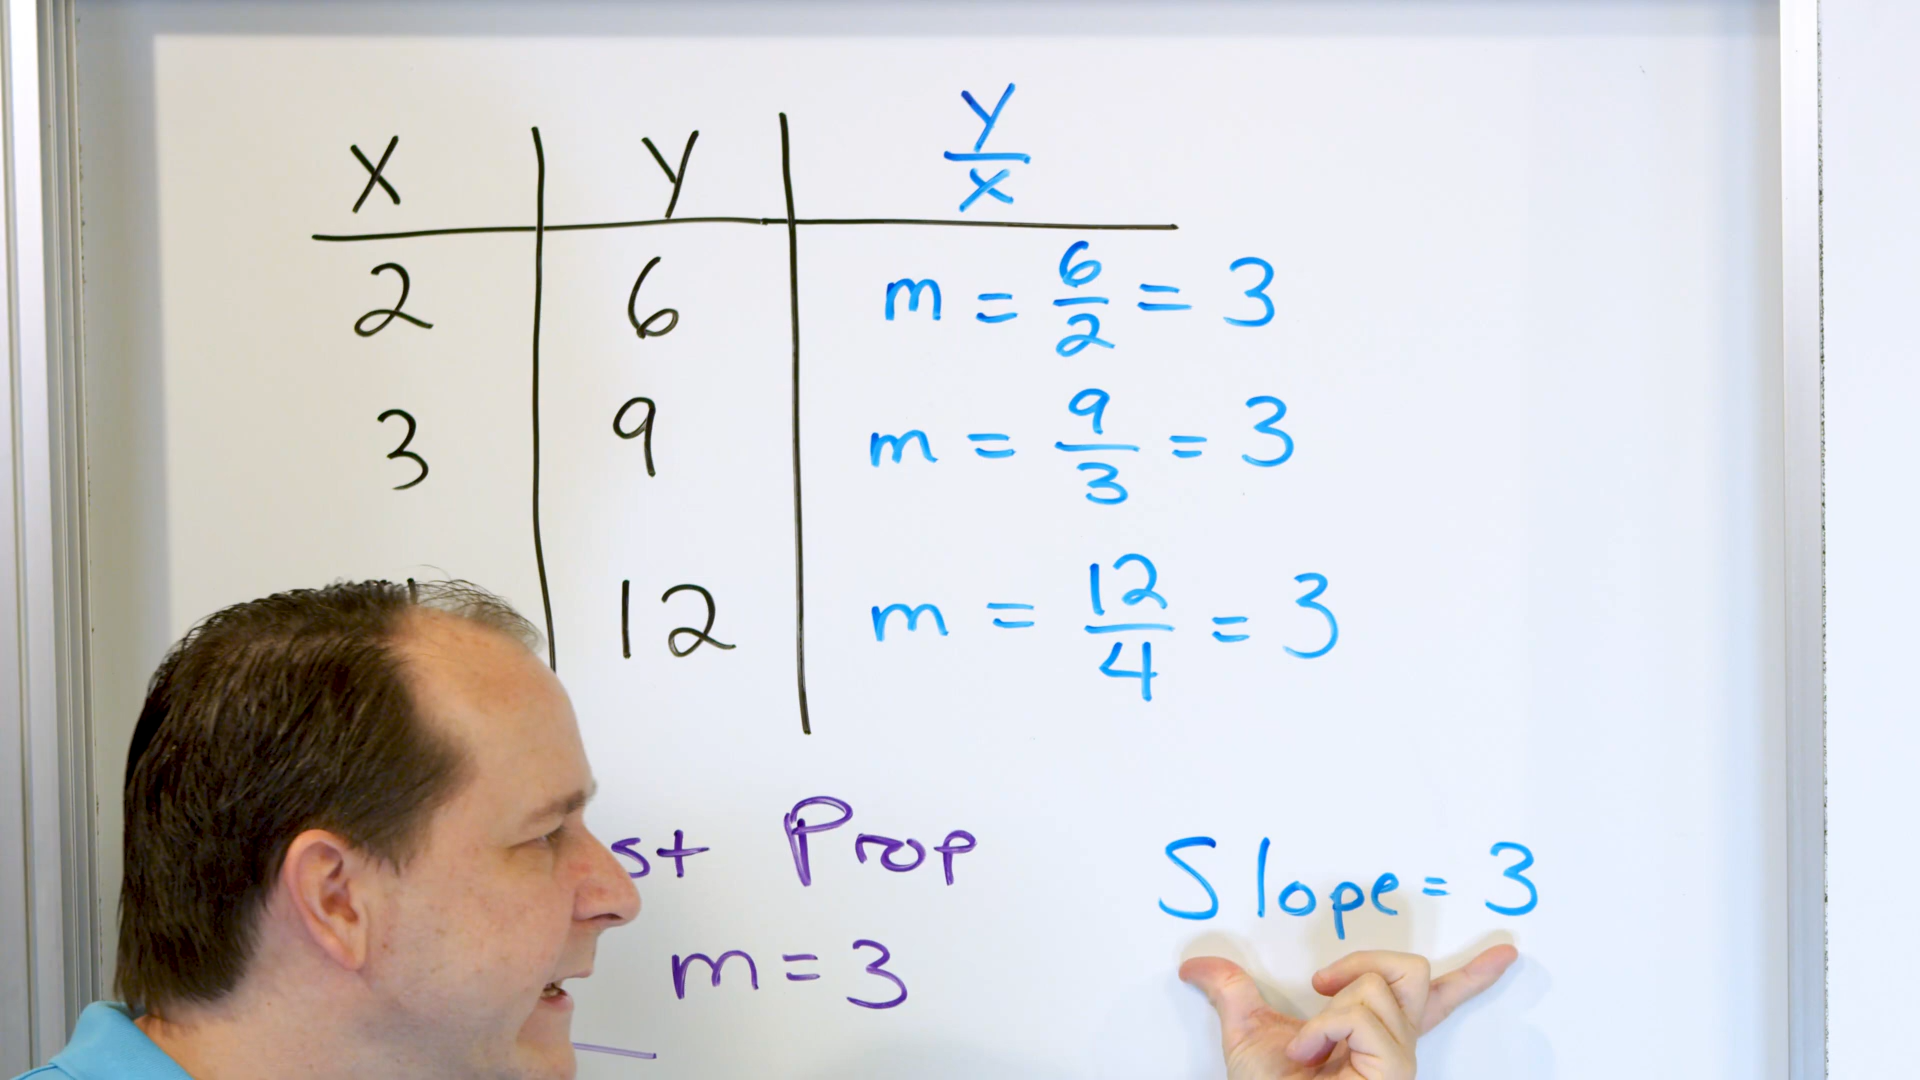 X Y Y/X
2 6 m = 6/2 = 3
3 9 m = 9/3 = 3
12 m = 12/4 = 3
st Prop Slope = 3
m = 3